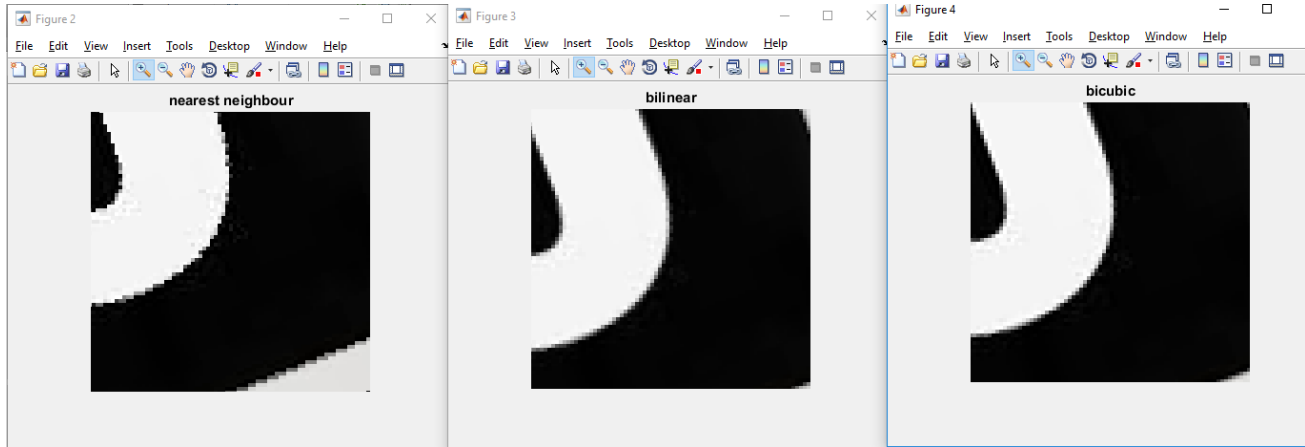 Figure 2
File Edit View Insert Tools Desktop Window Help
nearest neighbour
Figure 3
File Edit View Insert Tools Desktop Window Help
bilinear
Figure 4
File Edit View Insert Tools Desktop Window Help
bicubic